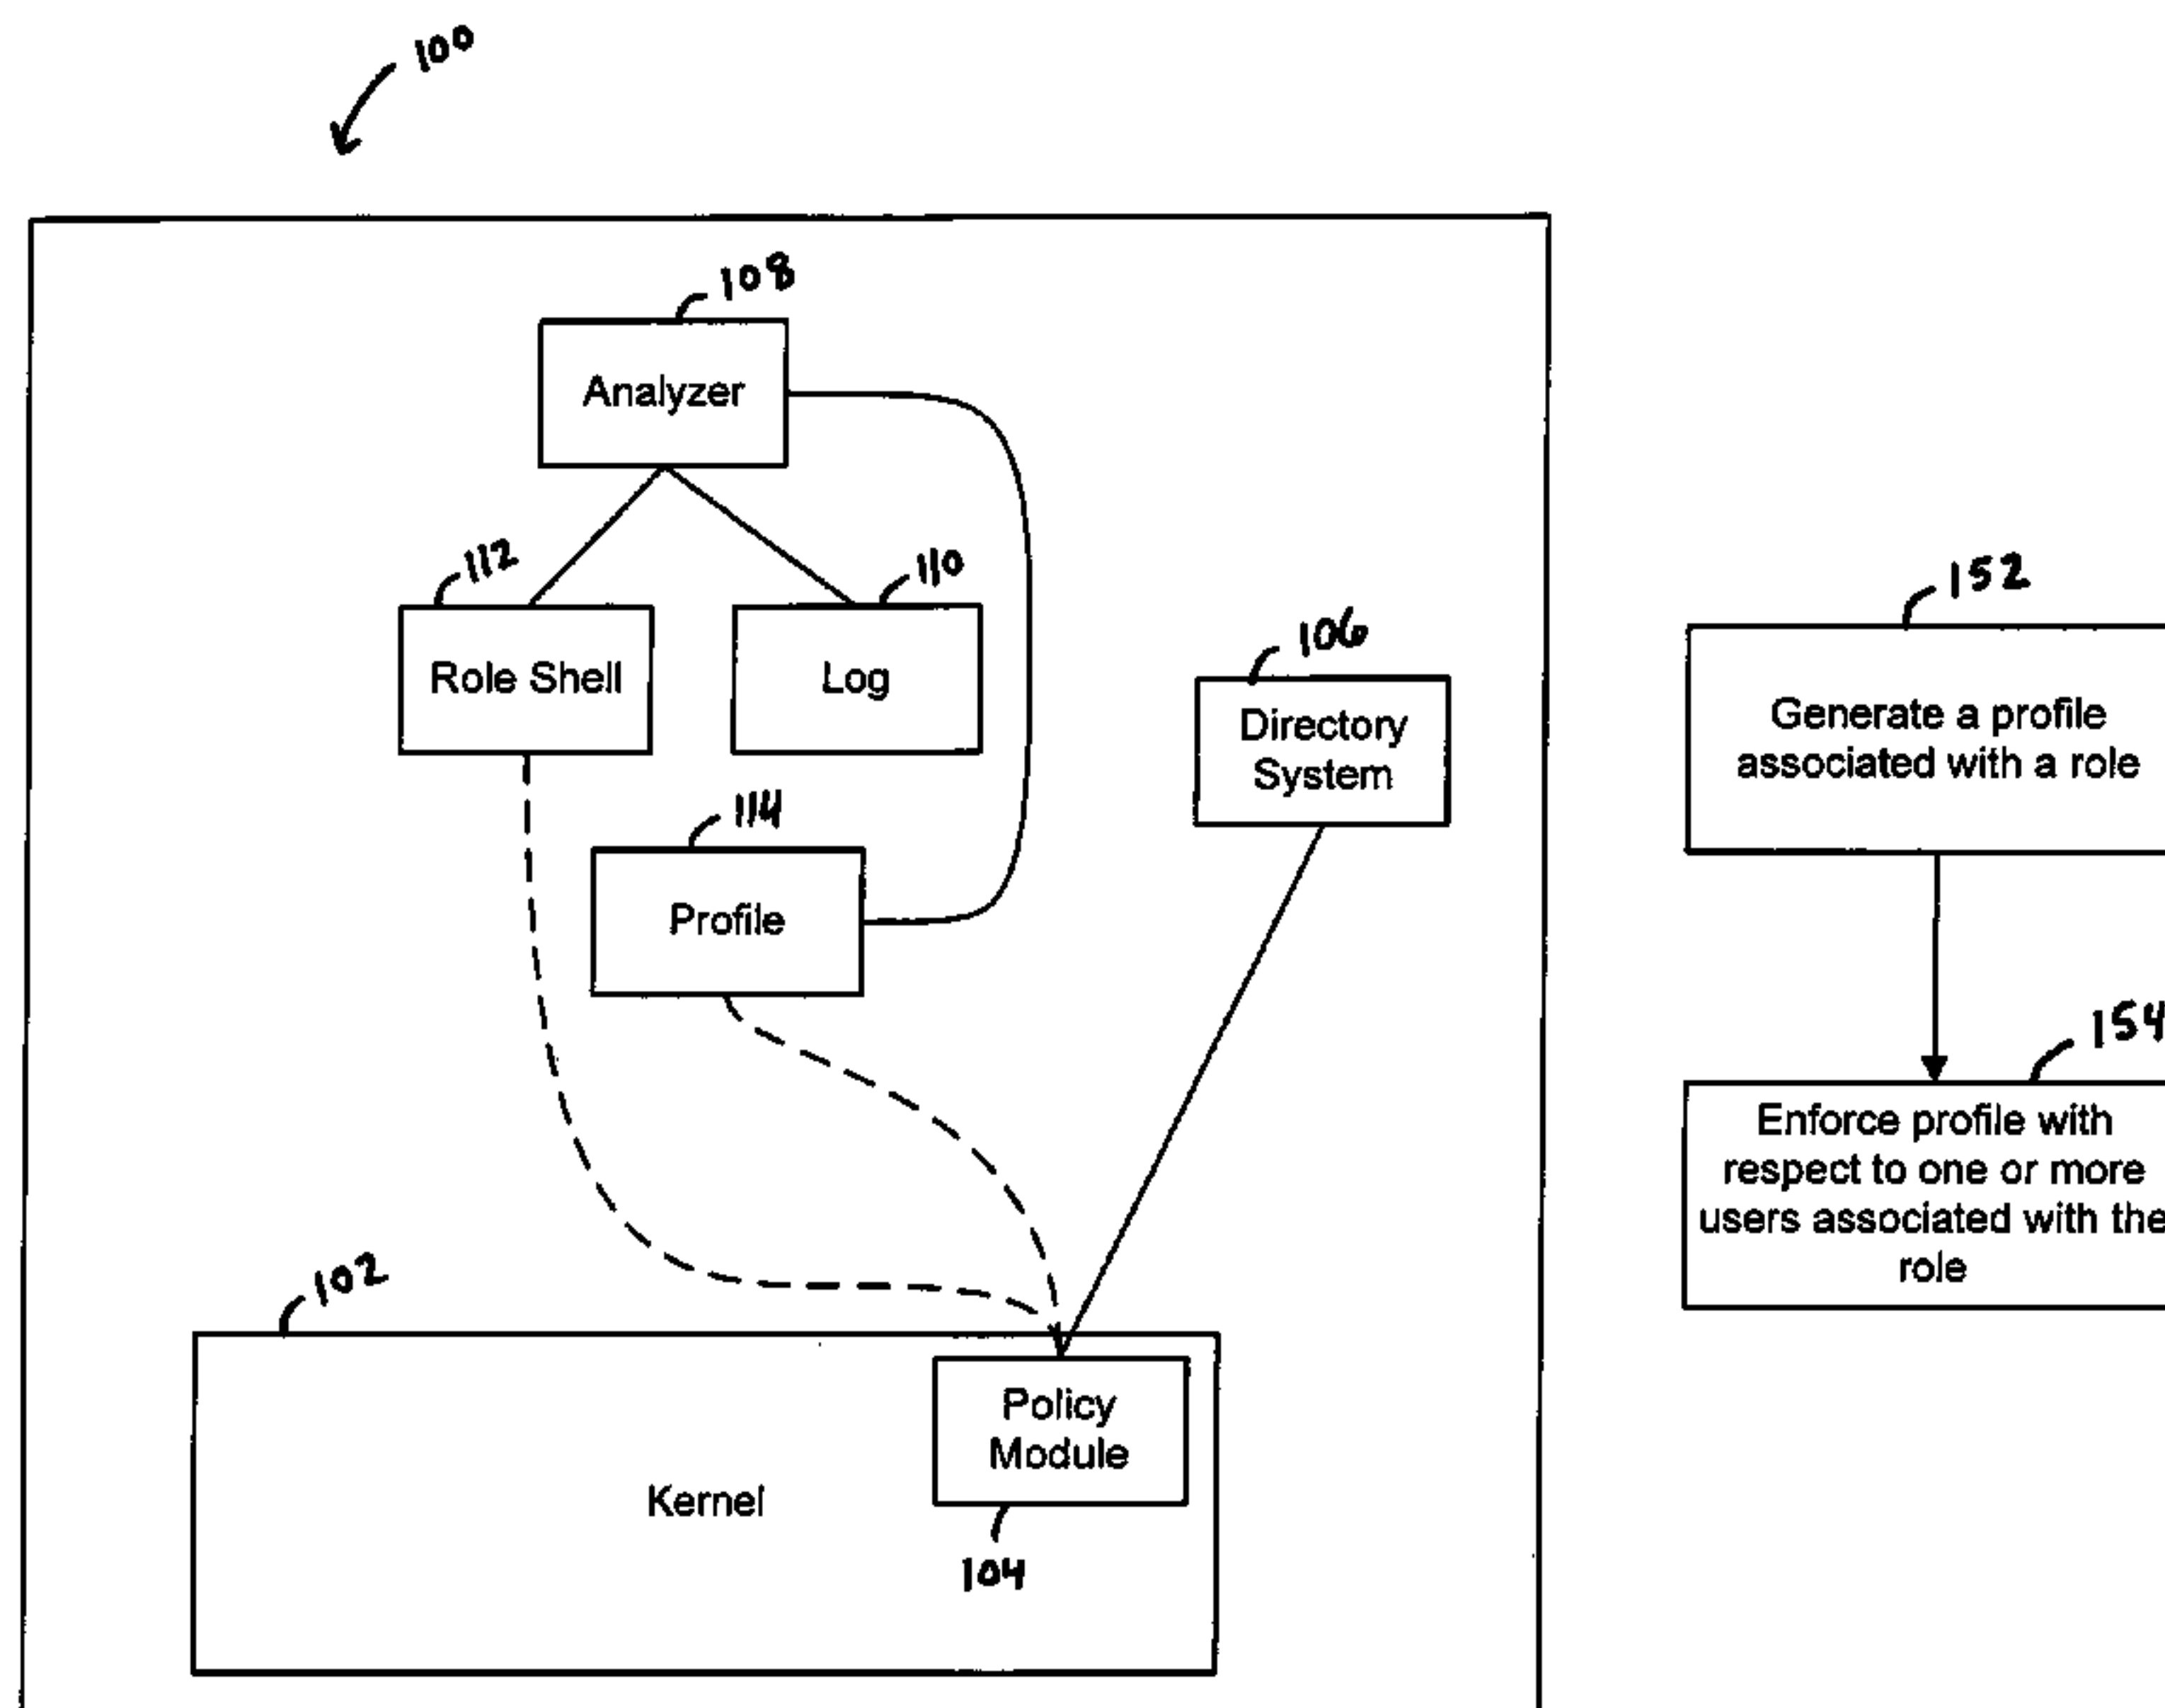 100
108
Analyzer
112
110
Role Shell
Log
106
Directory
System
114
Profile
102
Policy
Module
Kernel
104
152
Generate a profile
associated with a role
154
Enforce profile with
respect to one or more
users associated with the
role